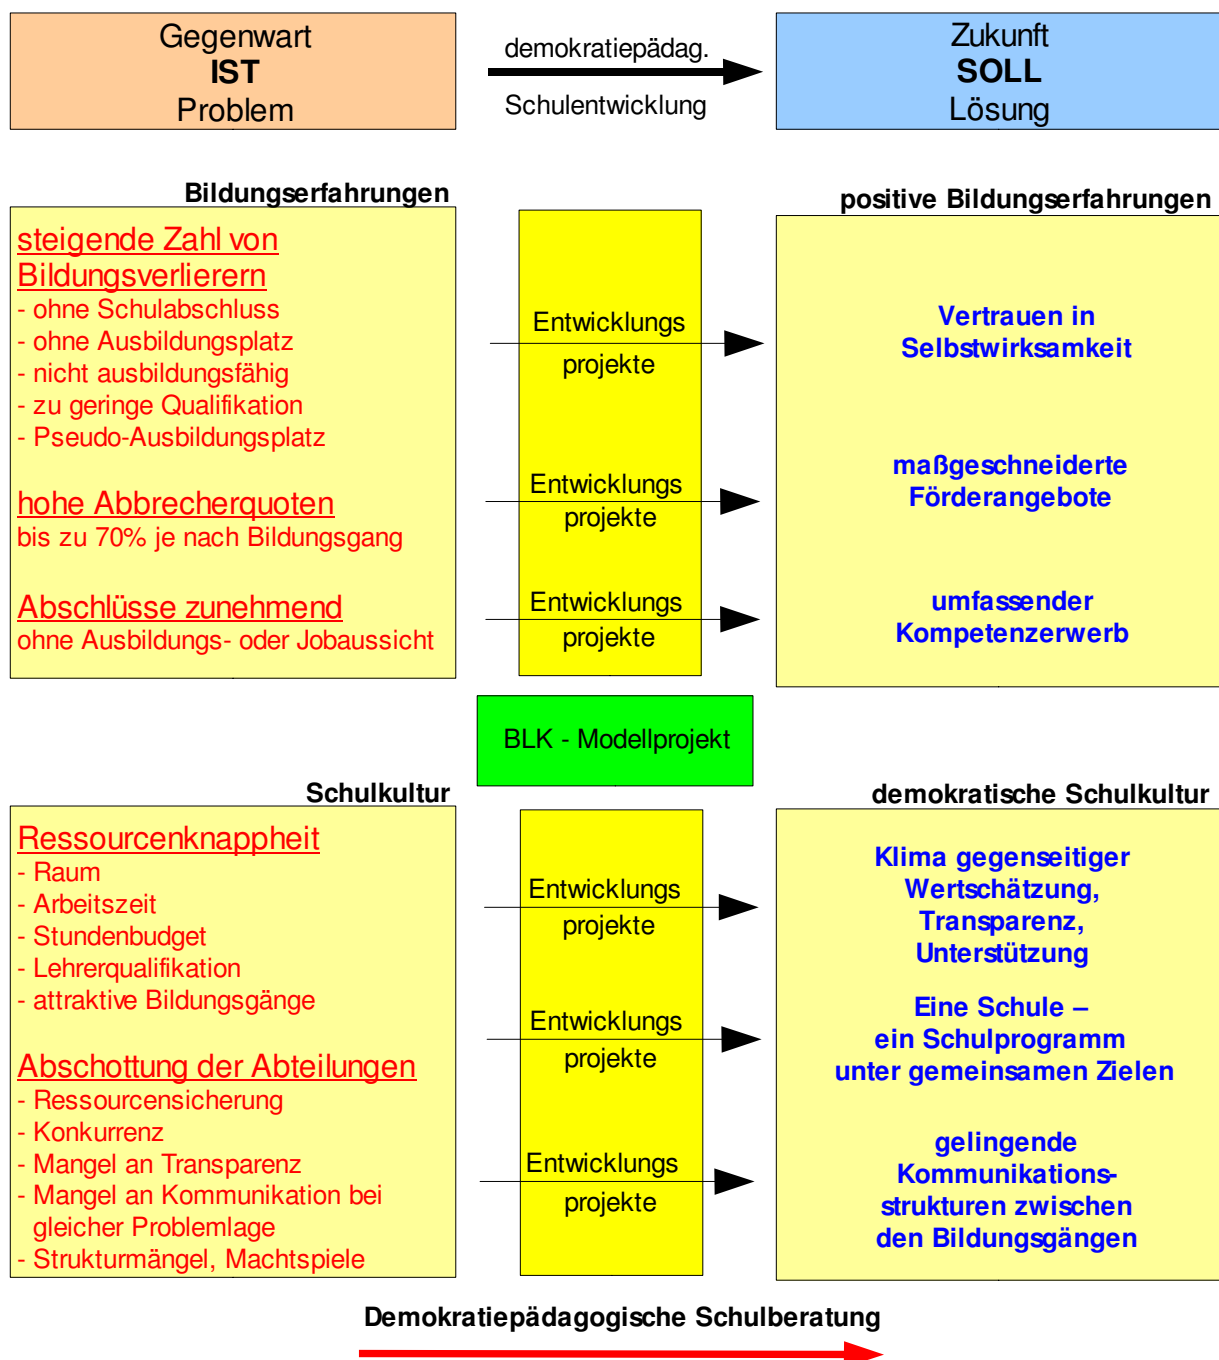 Gegenwart
IST
Problem
demokratiepädag.
Schulentwicklung
Zukunft
SOLL
Lösung
Bildungserfahrungen
steigende Zahl von
Bildungsverlierern
- ohne Schulabschluss
- ohne Ausbildungsplatz
- nicht ausbildungsfähig
- zu geringe Qualifikation
- Pseudo-Ausbildungsplatz
hohe Abbrecherquoten
bis zu 70% je nach Bildungsgang
Abschlüsse zunehmend
ohne Ausbildungs- oder Jobaussicht
Entwicklungs
projekte
Entwicklungs
projekte
Entwicklungs
projekte
positive Bildungserfahrungen
Vertrauen in
Selbstwirksamkeit
maßgeschneiderte
Förderangebote
umfassender
Kompetenzerwerb
BLK - Modellprojekt
Schulkultur
Ressourcenknappheit
- Raum
- Arbeitszeit
- Stundenbudget
- Lehrerqualifikation
- attraktive Bildungsgänge
Abschottung der Abteilungen
- Ressourcensicherung
- Konkurrenz
- Mangel an Transparenz
- Mangel an Kommunikation bei
gleicher Problemlage
- Strukturmängel, Machtspiele
Entwicklungs
projekte
Entwicklungs
projekte
Entwicklungs
projekte
demokratische Schulkultur
Klima gegenseitiger
Wertschätzung,
Transparenz,
Unterstützung
Eine Schule –
ein Schulprogramm
unter gemeinsamen Zielen
gelingende
Kommunikations-
strukturen zwischen
den Bildungsgängen
Demokratiepädagogische Schulberatung